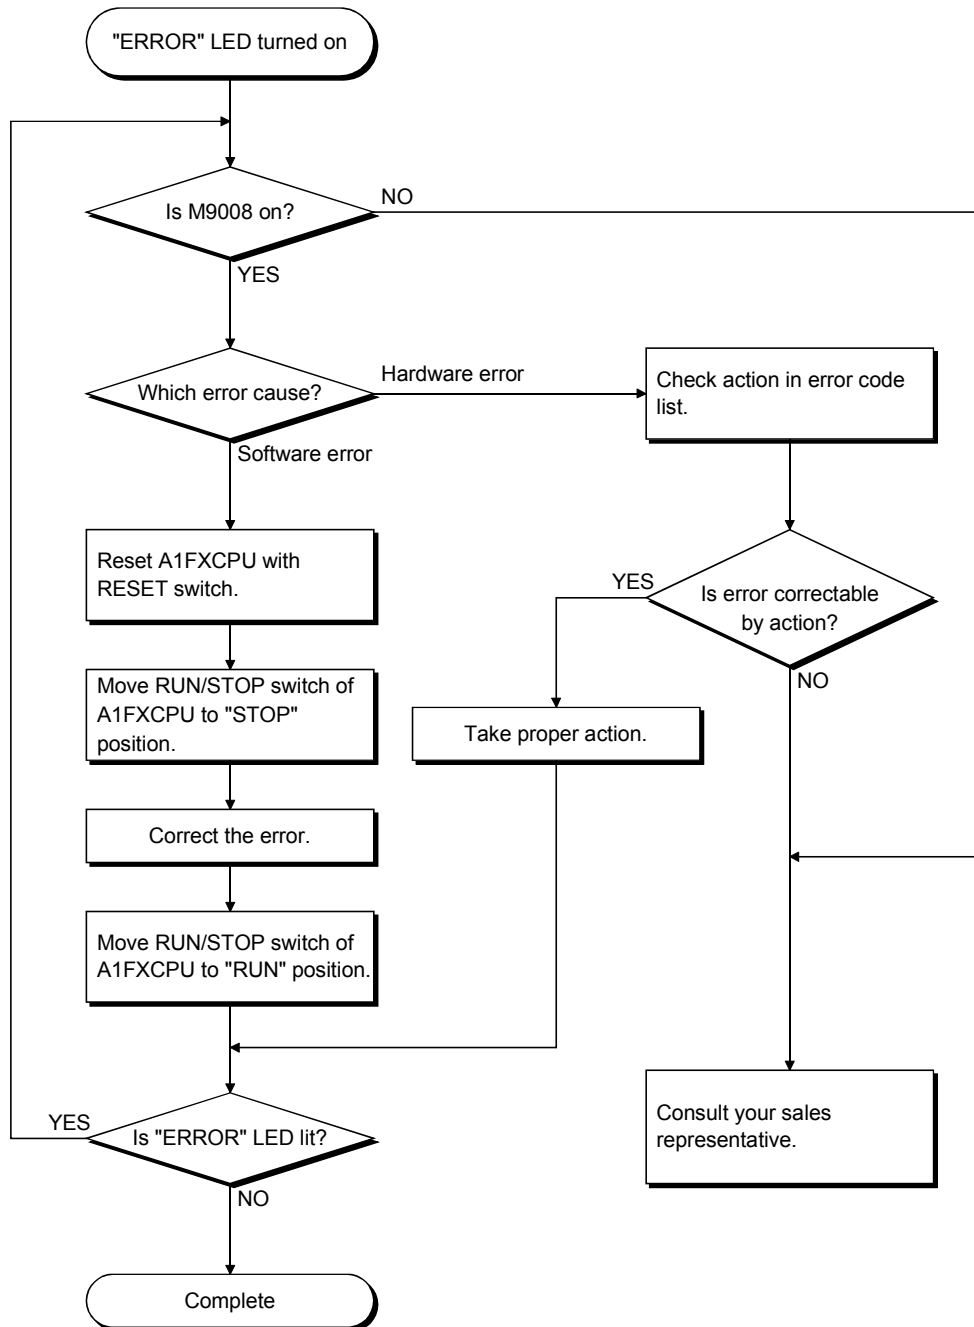 "ERROR" LED turned on
NO
Is M9008 on?
YES
Hardware error
Which error cause?
Check action in error code
list.
Software error
Reset A1FXCPU with
RESET switch.
YES
Is error correctable
by action?
NO
Move RUN/STOP switch of
A1FXCPU to "STOP"
position.
Take proper action.
Correct the error.
Move RUN/STOP switch of
A1FXCPU to "RUN" position.
YES
Is "ERROR" LED lit?
Consult your sales
representative.
NO
Complete